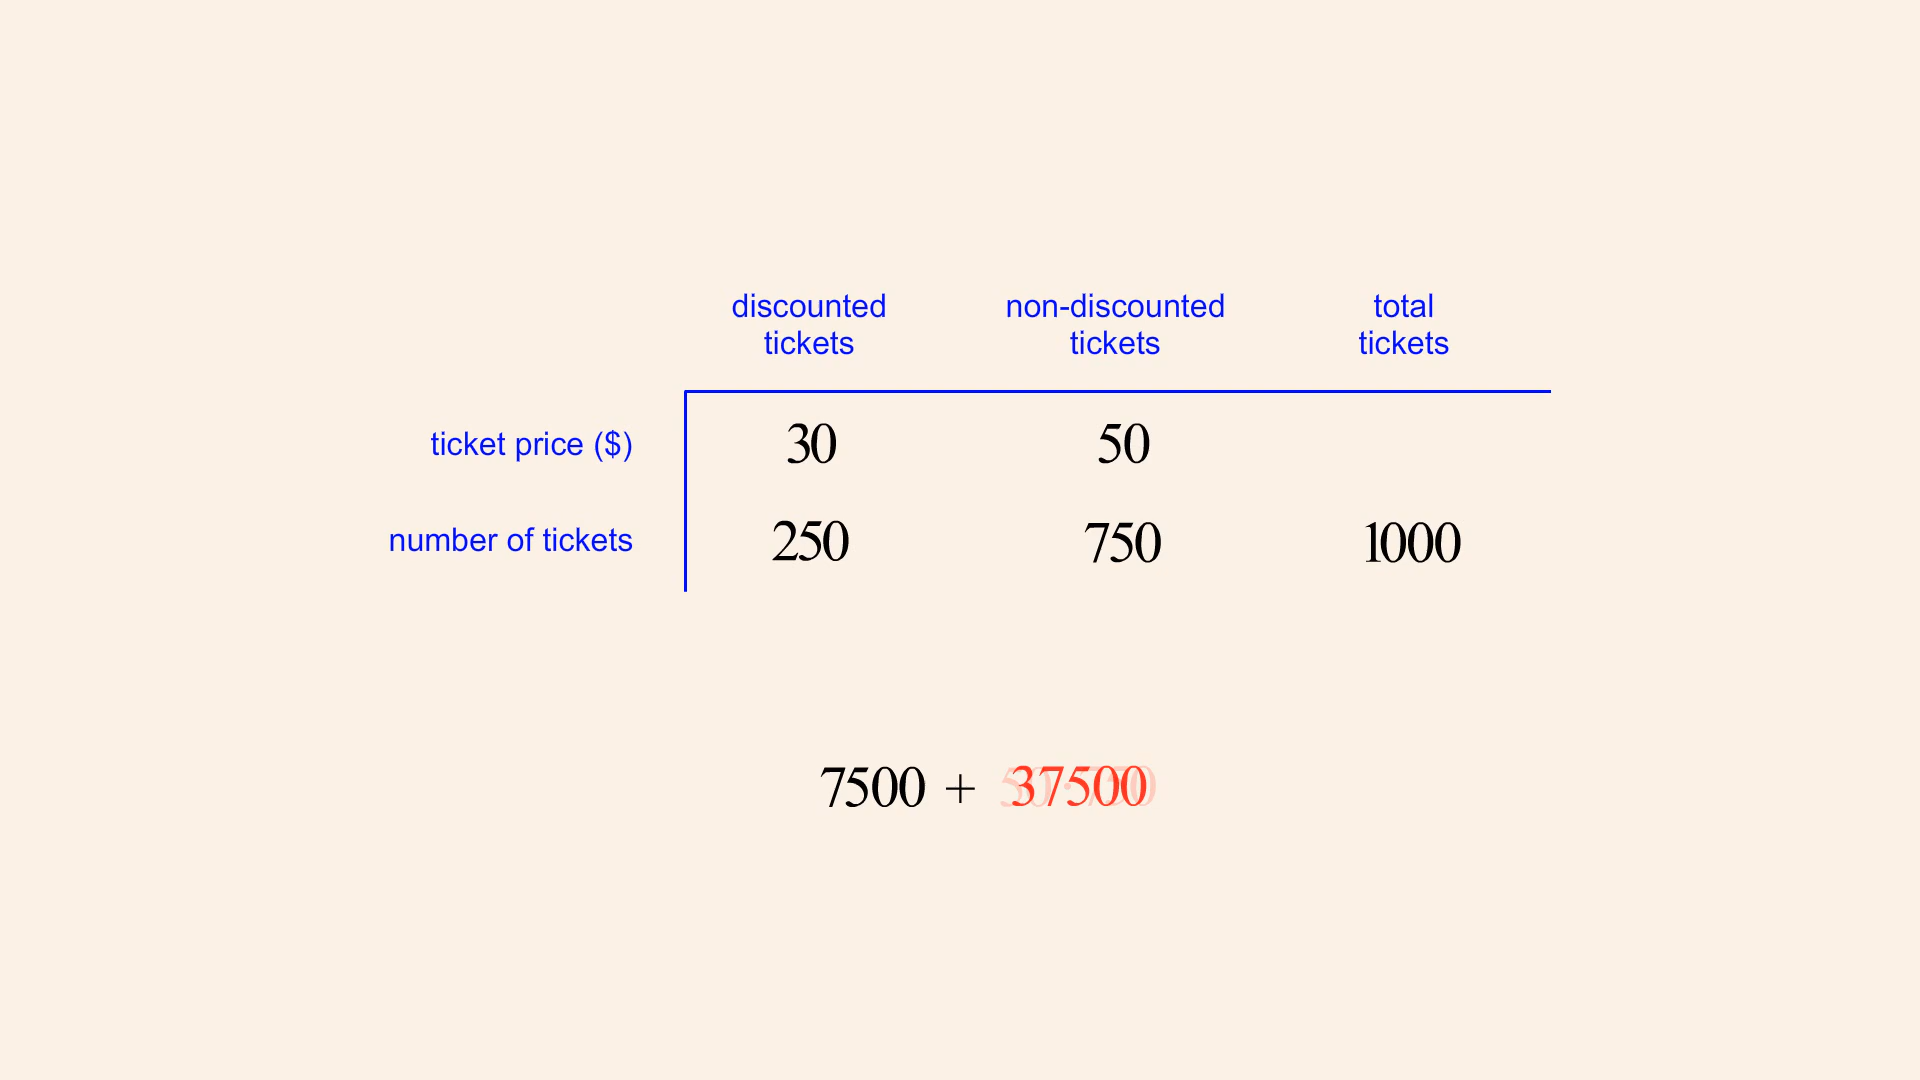 discounted tickets non-discounted tickets total tickets
ticket price ($) 30 50
number of tickets 250 750 1000
7500 + 37500